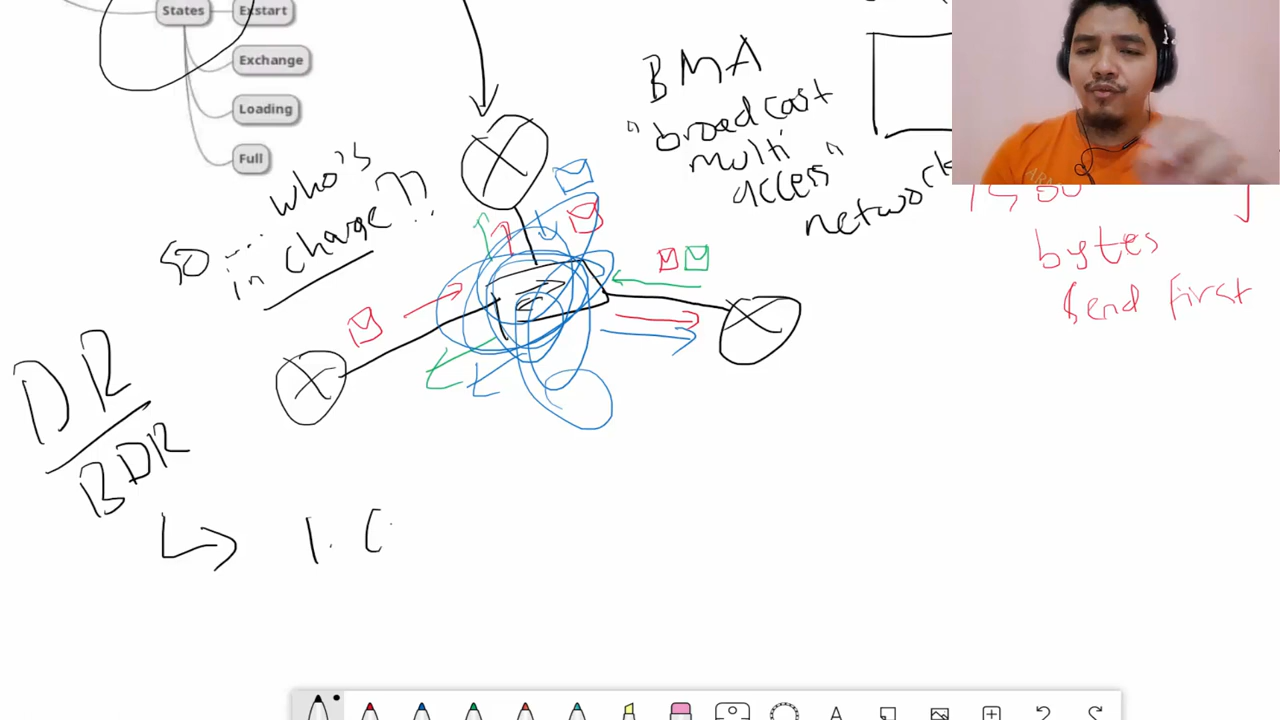 States
Exstart
Exchange
Loading
Full
BMA
"broadcast
multi
access"
network
so .... who's
in charge ??
bytes
send first
DR
BDR
1. C